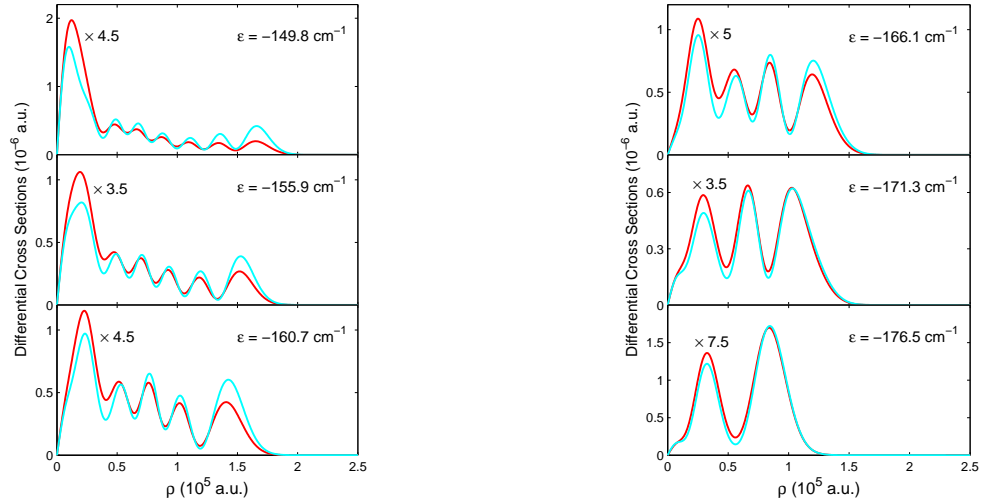 Differential Cross Sections (10⁻⁶ a.u.)
2
1
0
× 4.5
ε = −149.8 cm⁻¹
1
0.5
0
× 3.5
ε = −155.9 cm⁻¹
1
0.5
0
× 4.5
ε = −160.7 cm⁻¹
0 0.5 1 1.5 2 2.5
ρ (10⁵ a.u.)
Differential Cross Sections (10⁻⁶ a.u.)
1
0.5
0
× 5
ε = −166.1 cm⁻¹
0.6
0.3
0
× 3.5
ε = −171.3 cm⁻¹
1.5
1
0.5
0
× 7.5
ε = −176.5 cm⁻¹
0 0.5 1 1.5 2 2.5
ρ (10⁵ a.u.)